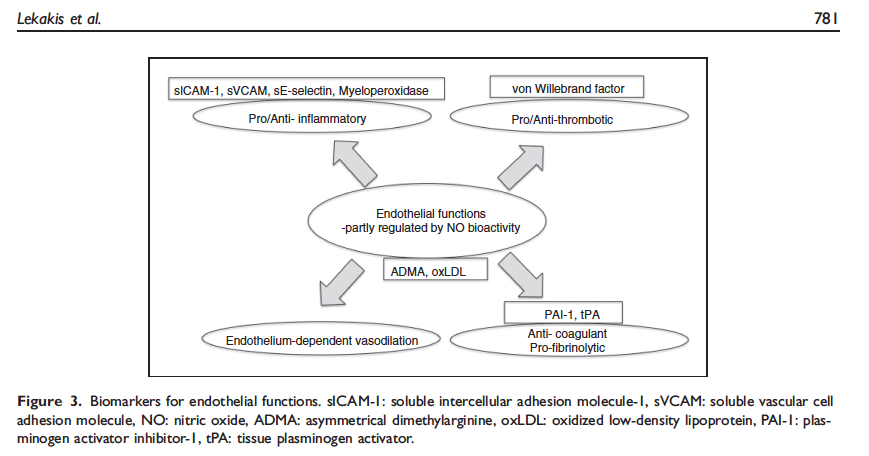 Lekakis et al.
781
sICAM-1, sVCAM, sE-selectin, Myeloperoxidase
Pro/Anti- inflammatory
von Willebrand factor
Pro/Anti-thrombotic
Endothelial functions
-partly regulated by NO bioactivity
ADMA, oxLDL
Endothelium-dependent vasodilation
PAI-1, tPA
Anti- coagulant
Pro-fibrinolytic
Figure 3. Biomarkers for endothelial functions. sICAM-1: soluble intercellular adhesion molecule-1, sVCAM: soluble vascular cell
adhesion molecule, NO: nitric oxide, ADMA: asymmetrical dimethylarginine, oxLDL: oxidized low-density lipoprotein, PAI-1: plas-
minogen activator inhibitor-1, tPA: tissue plasminogen activator.